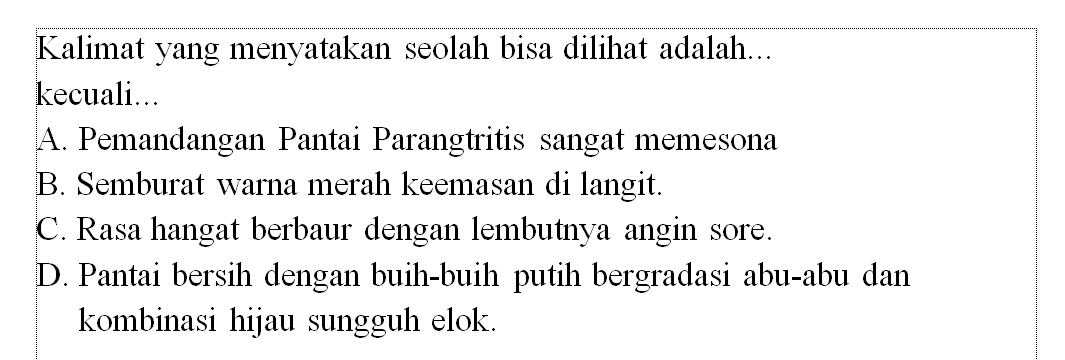 Kalimat yang menyatakan seolah bisa dilihat adalah...
kecuali...
A. Pemandangan Pantai Parangtritis sangat memesona
B. Semburat warna merah keemasan di langit.
C. Rasa hangat berbaur dengan lembutnya angin sore.
D. Pantai bersih dengan buih-buih putih bergradasi abu-abu dan
kombinasi hijau sungguh elok.